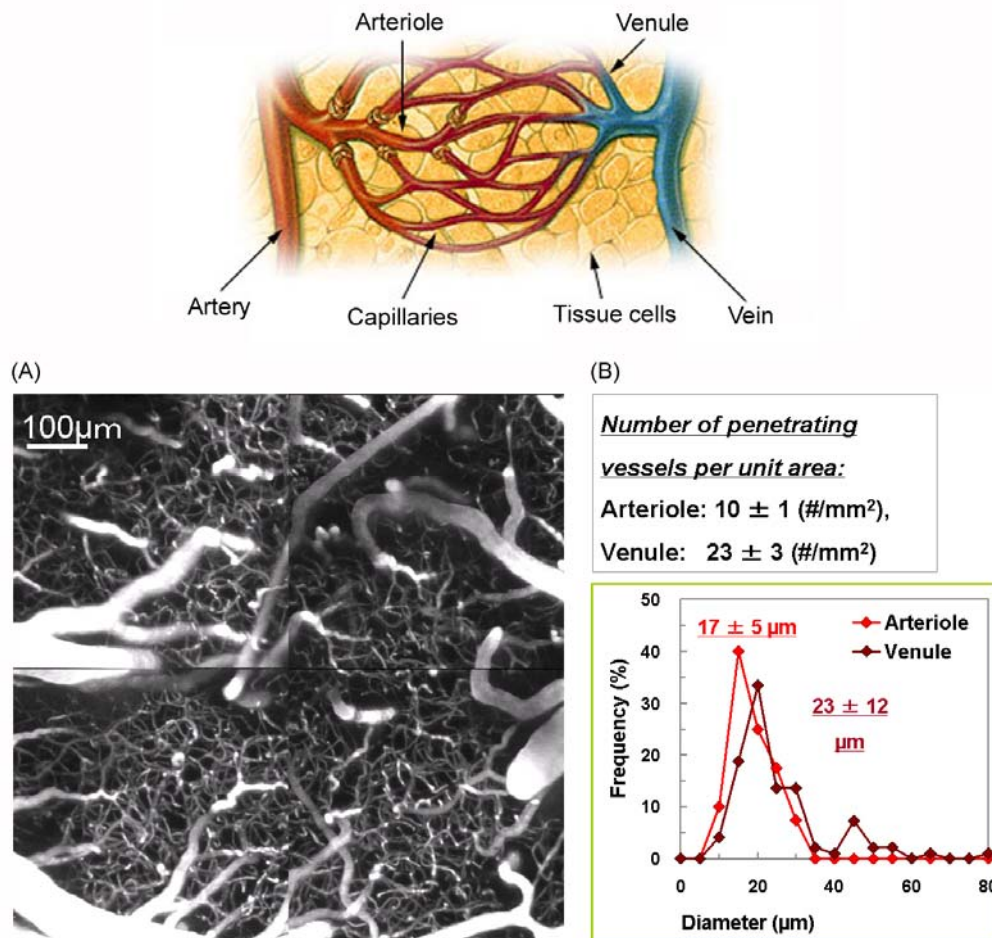 Arteriole
Venule
Artery
Capillaries
Tissue cells
Vein
(A)
(B)
100μm
Number of penetrating
vessels per unit area:
Arteriole: 10 ± 1 (#/mm²),
Venule: 23 ± 3 (#/mm²)
50
40
30
20
10
0
Frequency (%)
17 ± 5 μm
Arteriole
Venule
23 ± 12
μm
0 20 40 60 80
Diameter (μm)